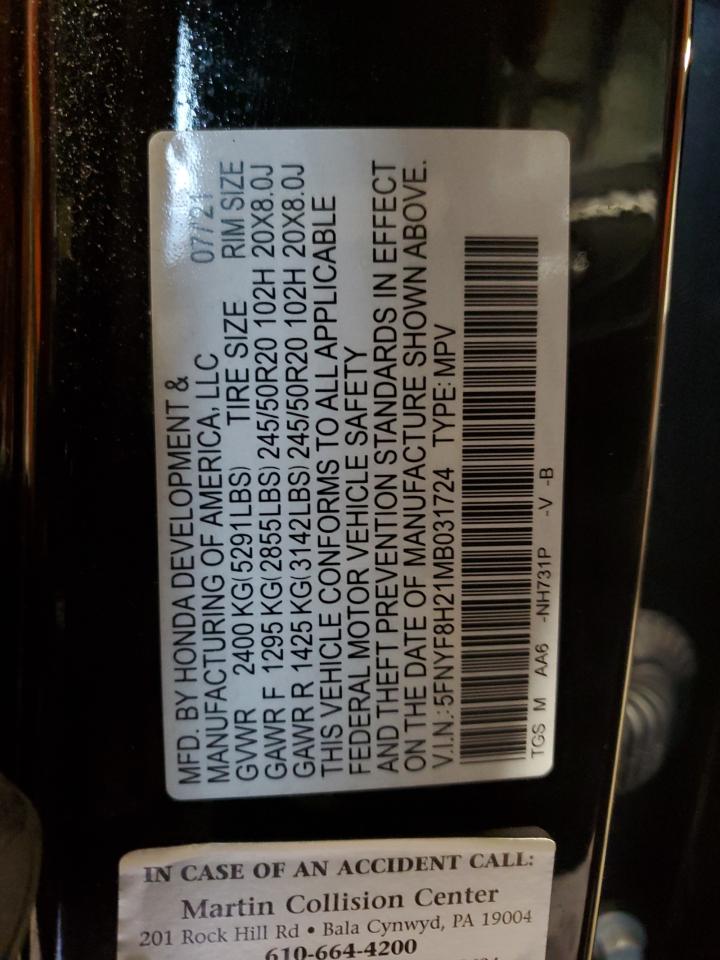 MFD. BY HONDA DEVELOPMENT &
MANUFACTURING OF AMERICA, LLC 07/21
GVWR 2400 KG(5291LBS) TIRE SIZE RIM SIZE
GAWR F 1295 KG(2855LBS) 245/50R20 102H 20X8.0J
GAWR R 1425 KG(3142LBS) 245/50R20 102H 20X8.0J
THIS VEHICLE CONFORMS TO ALL APPLICABLE
FEDERAL MOTOR VEHICLE SAFETY
AND THEFT PREVENTION STANDARDS IN EFFECT
ON THE DATE OF MANUFACTURE SHOWN ABOVE.
V.I.N.: 5FNYF8H21MB031724 TYPE: MPV
TGS M AA6 -NH731P -V -B
IN CASE OF AN ACCIDENT CALL:
Martin Collision Center
201 Rock Hill Rd • Bala Cynwyd, PA 19004
610-664-4200